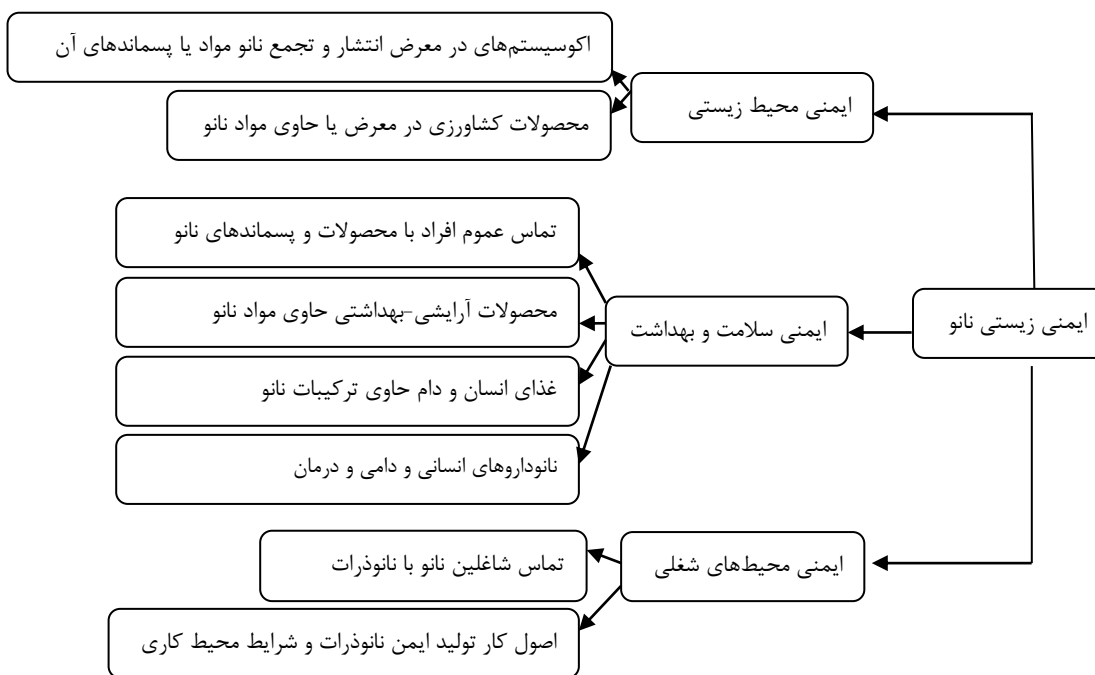 اکوسیستم‌های در معرض انتشار و تجمع نانو مواد یا پسماندهای آن
ایمنی محیط زیستی
محصولات کشاورزی در معرض یا حاوی مواد نانو
تماس عموم افراد با محصولات و پسماندهای نانو
محصولات آرایشی-بهداشتی حاوی مواد نانو
ایمنی زیستی نانو
ایمنی سلامت و بهداشت
غذای انسان و دام حاوی ترکیبات نانو
نانوداروهای انسانی و دامی و درمان
ایمنی محیط‌های شغلی
تماس شاغلین نانو با نانوذرات
اصول کار تولید ایمن نانوذرات و شرایط محیط کاری